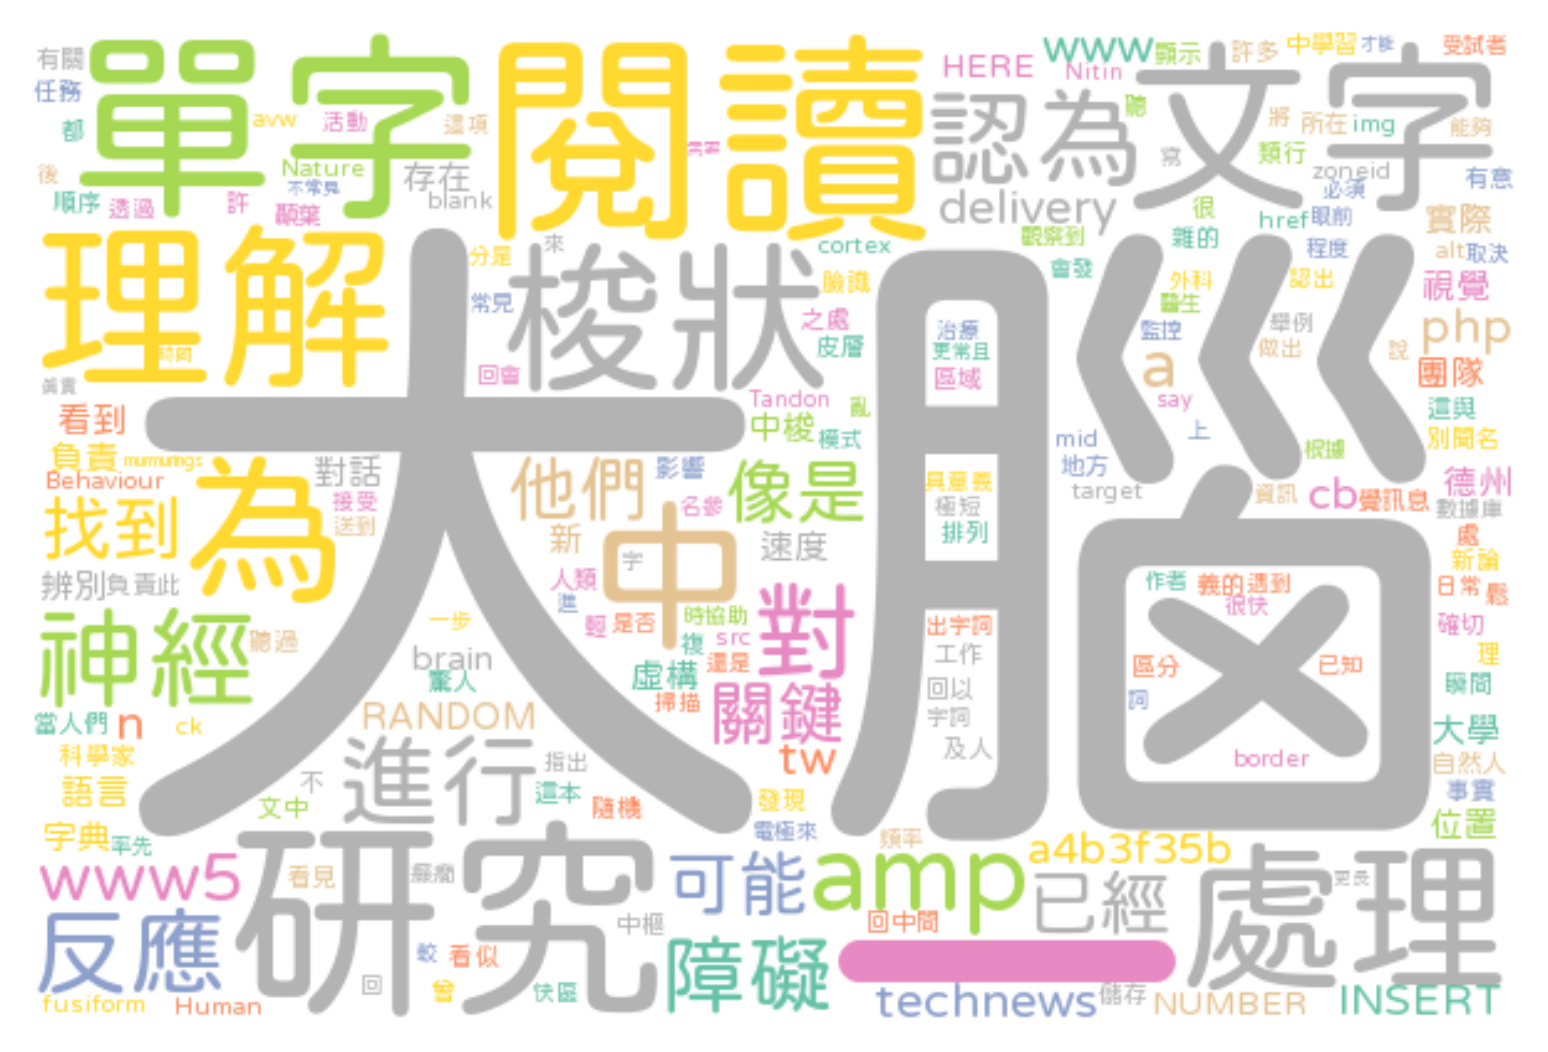 有關
單字
閱讀
HERE
www
顯示
許多
中學習
才能
受試者
任務
Nitin
文字
avw
活動
這項
認為
聽
將
所在
img
能夠
都
Nature
存在
寫
類行
zoneid
後
不常見
blank
delivery
必須
有意
順序
透過
許
顳葉
很
href
眼前
實際
理解
分是
來
cortex
觀察到
雜的
程度
alt
取決
大腦
梭狀
臉識
會發
外科
認出
視覺
常見
之處
治療
醫生
監控
舉例
php
時間
皮層
更常且
做出
說
回會
區域
a
團隊
看到
Tandon
亂
say
這與
中梭
模式
mid
上
根據
別聞名
負責
murmurings
對話
他們
影響
像是
地方
Behaviour
為
接受
名參
具意義
target
資訊
cb
覺訊息
德州
找到
送到
新
中
極短
數據庫
字
速度
排列
處
辨別
負責此
人類
對
作者
義的
遇到
新論
進
很快
日常
鬆
神經
聽過
一步
輕
是否
時協助
出字詞
確切
brain
複
src
工作
區分
已知
理
驚人
虛構
還是
回以
詞
瞬間
當人們
n
ck
RANDOM
掃描
關鍵
字詞
大學
科學家
進行
指出
tw
及人
border
自然人
語言
不
這本
發現
事實
文中
隨機
電極來
位置
字典
率先
研究
頻率
a4b3f35b
www5
看見
癲癇
可能
amp
已經
處理
更長
反應
中樞
回中間
較
看似
障礙
回
曾
快區
technews
儲存
NUMBER
INSERT
fusiform
Human